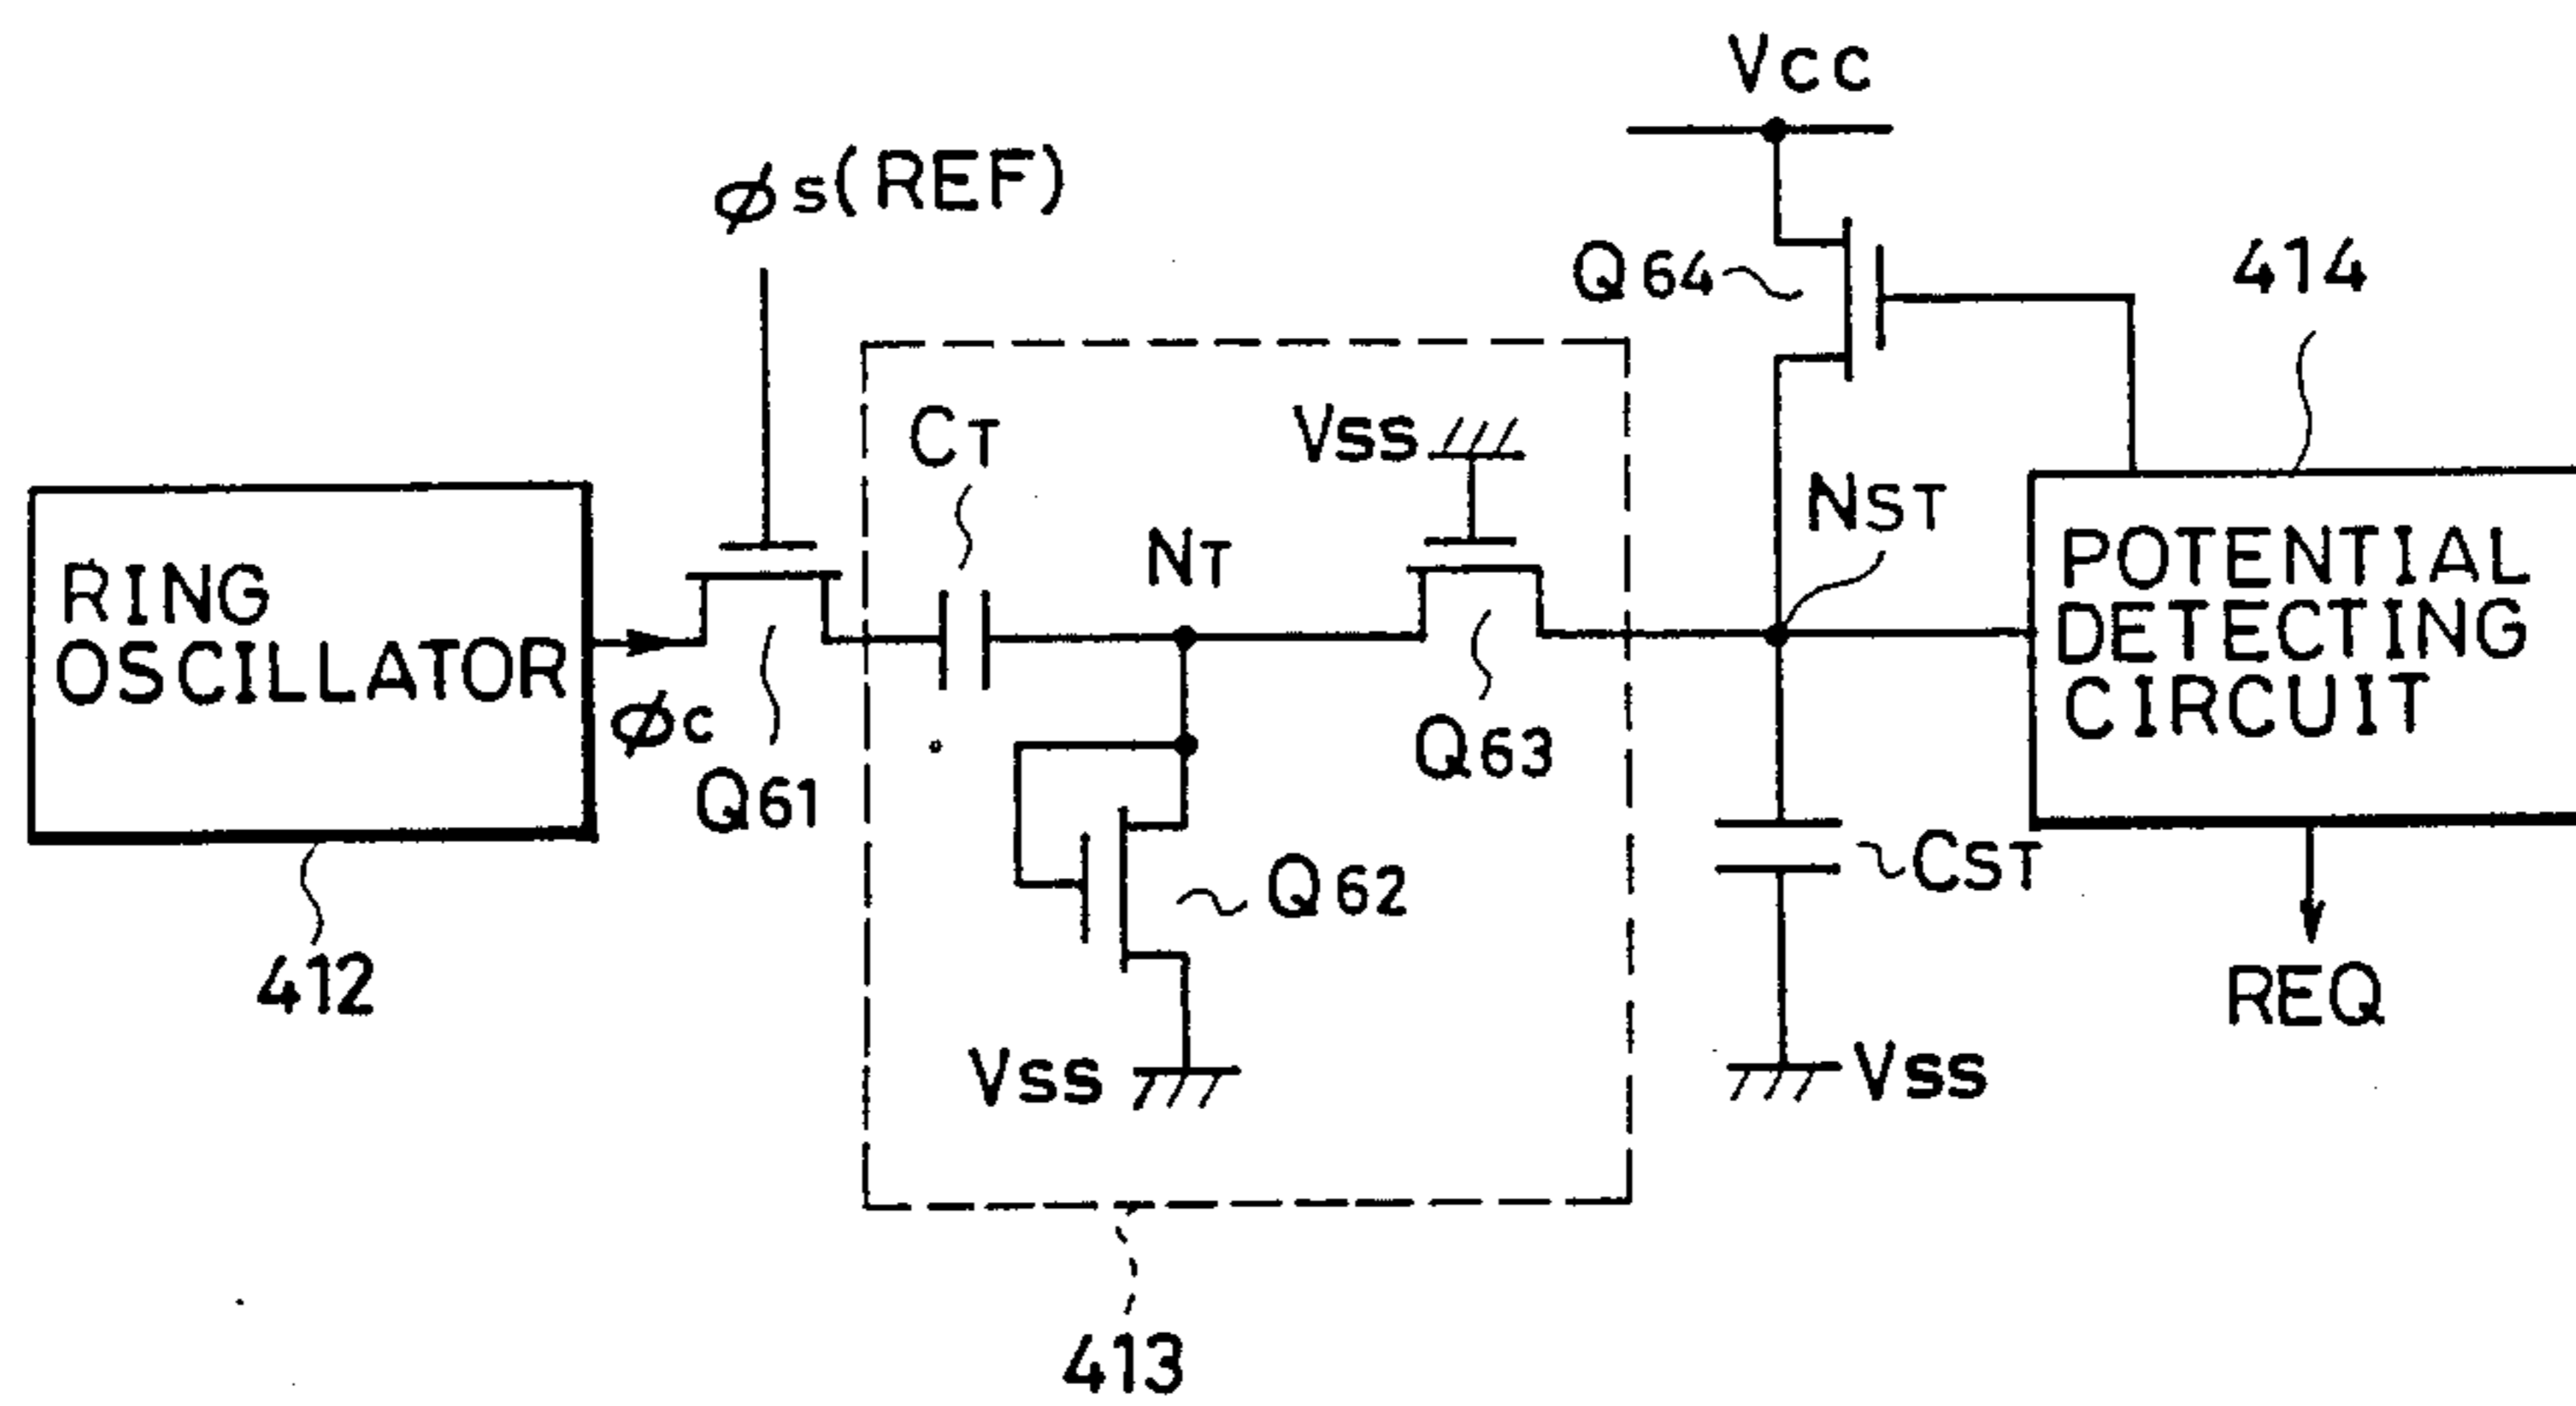 Vcc
φs(REF)
Q64
414
CT
Vss
NT
NST
RING
OSCILLATOR
POTENTIAL
DETECTING
CIRCUIT
φc
Q61
Q63
Q62
CST
412
REQ
Vss
Vss
413